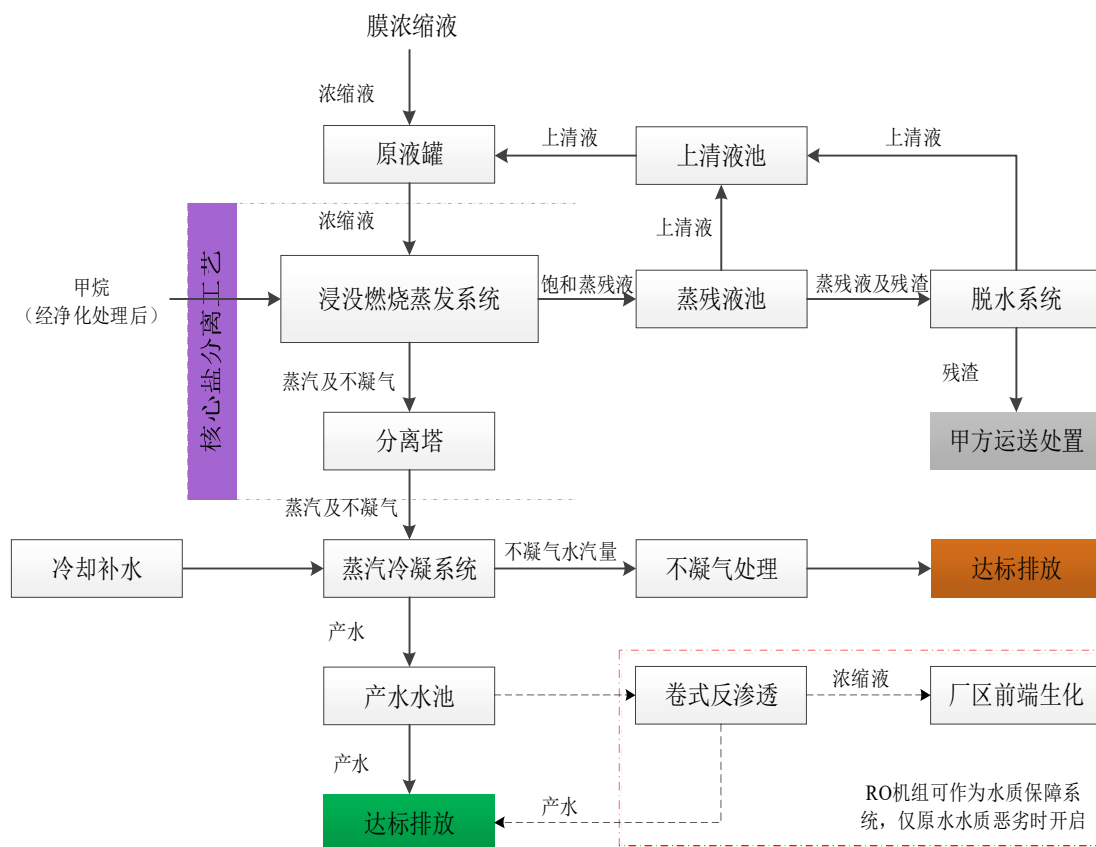 膜浓缩液
浓缩液
原液罐
上清液
上清液池
上清液
浓缩液
上清液
核心盐分离工艺
甲烷
（经净化处理后）
浸没燃烧蒸发系统
饱和蒸残液
蒸残液池
蒸残液及残渣
脱水系统
蒸汽及不凝气
残渣
分离塔
甲方运送处置
蒸汽及不凝气
冷却补水
蒸汽冷凝系统
不凝气水汽量
不凝气处理
达标排放
产水
产水水池
卷式反渗透
浓缩液
厂区前端生化
产水
达标排放
产水
RO机组可作为水质保障系
统，仅原水水质恶劣时开启